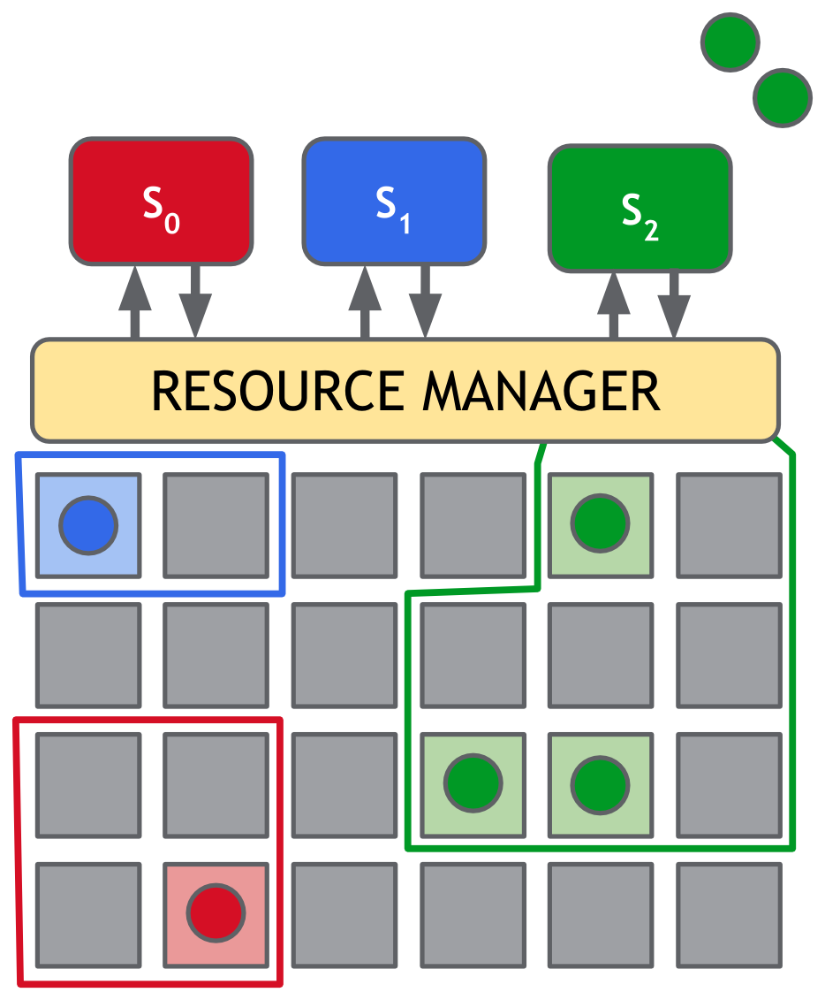 S₀
S₁
S₂
RESOURCE MANAGER